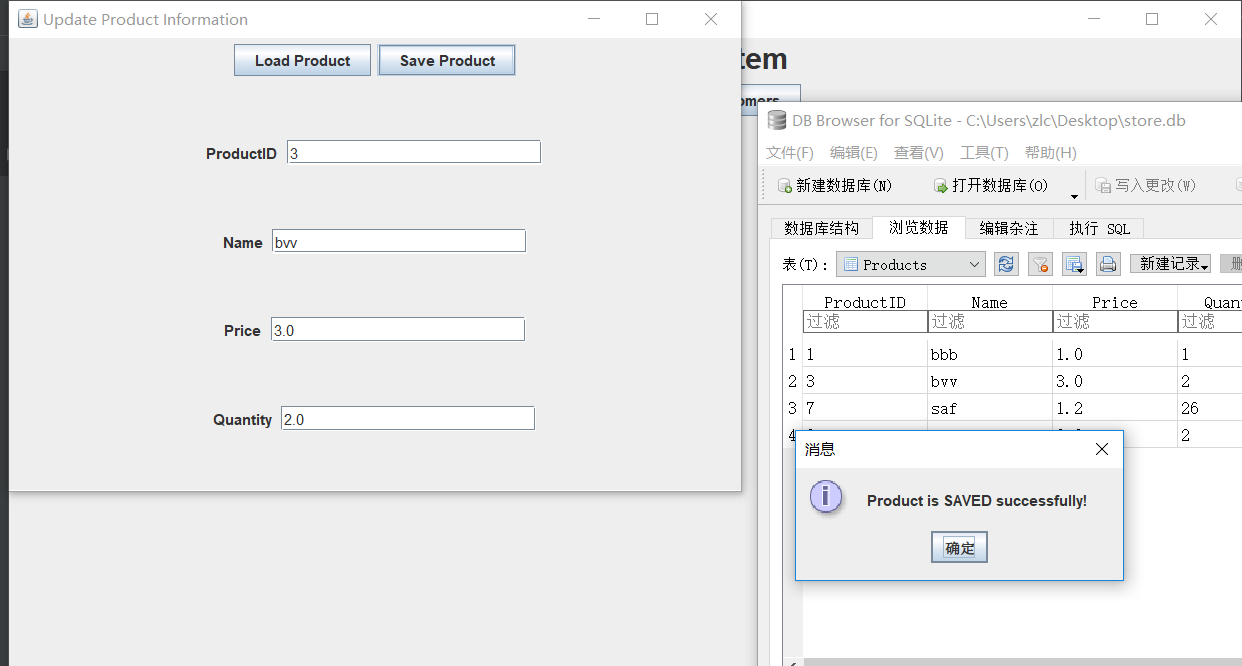 Update Product Information
Load Product Save Product
ProductID 3
Name bvv
Price 3.0
Quantity 2.0
tem
DB Browser for SQLite - C:\Users\zlc\Desktop\store.db
文件(F) 编辑(E) 查看(V) 工具(T) 帮助(H)
新建数据库(N) 打开数据库(O) 写入更改(W)
数据库结构 浏览数据 编辑杂注 执行 SQL
表(T): Products 新建记录
ProductID Name Price Quan
过滤 过滤 过滤 过滤
1 1 bbb 1.0 1
2 3 bvv 3.0 2
3 7 saf 1.2 26
4 2
消息
Product is SAVED successfully!
确定